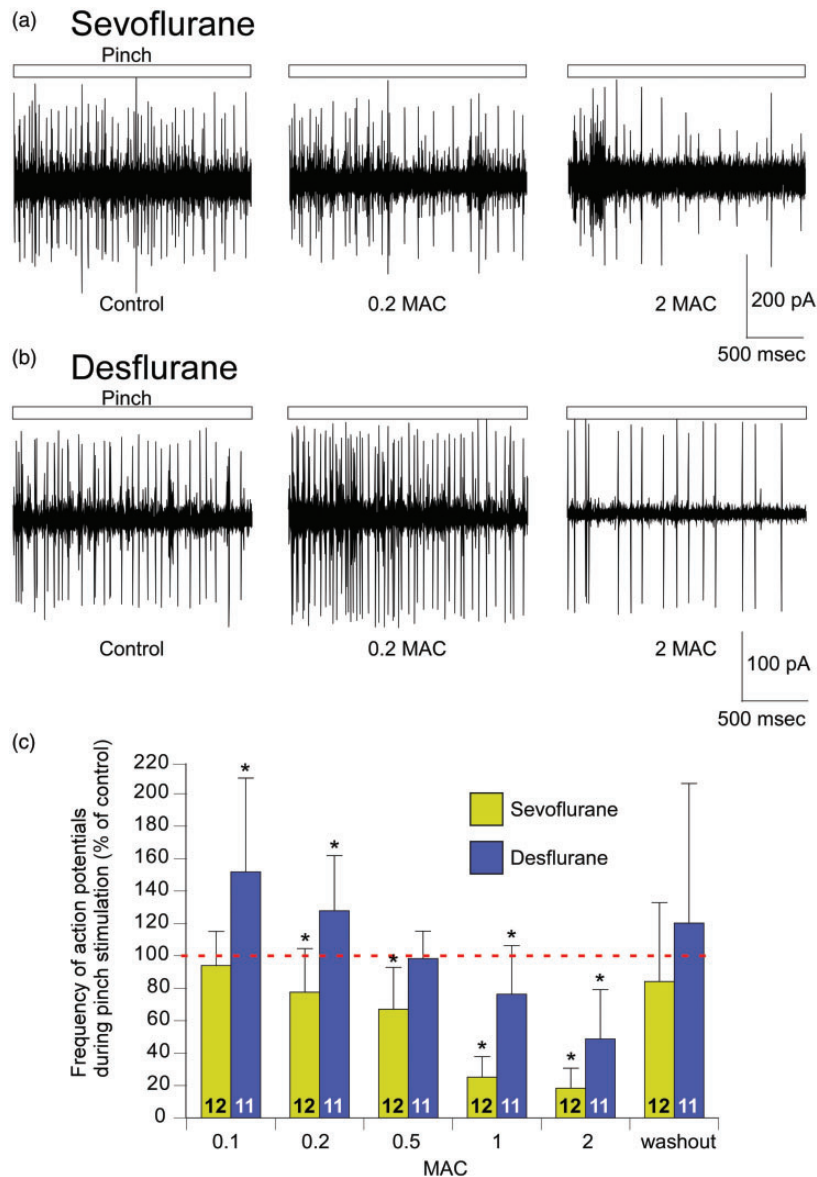 (a) Sevoflurane
Pinch
Control 0.2 MAC 2 MAC
200 pA
500 msec
(b) Desflurane
Pinch
Control 0.2 MAC 2 MAC
100 pA
500 msec
(c)
Frequency of action potentials
during pinch stimulation (% of control)
220
200
180
160
140
120
100
80
60
40
20
0
* * * * * * * * *
Sevoflurane
Desflurane
12 11 12 11 12 11 12 11 12 11 12 11
0.1 0.2 0.5 1 2 washout
MAC